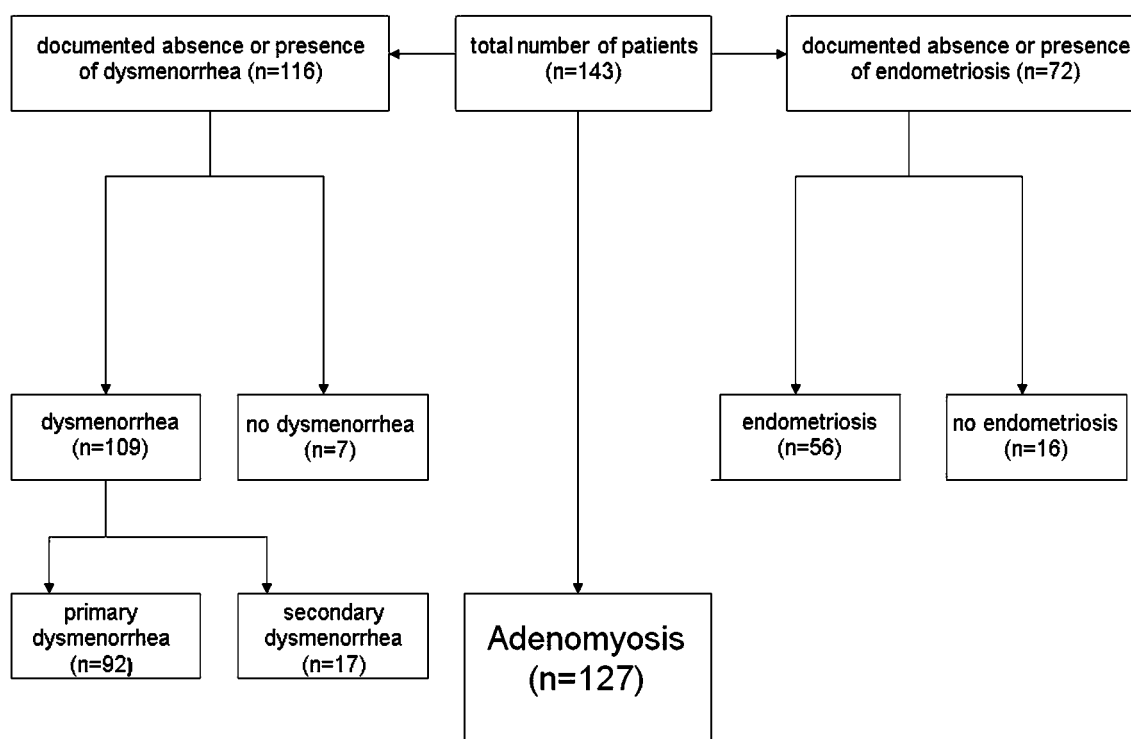 documented absence or presence
of dysmenorrhea (n=116)
total number of patients
(n=143)
documented absence or presence
of endometriosis (n=72)
dysmenorrhea
(n=109)
no dysmenorrhea
(n=7)
endometriosis
(n=56)
no endometriosis
(n=16)
primary
dysmenorrhea
(n=92)
secondary
dysmenorrhea
(n=17)
Adenomyosis
(n=127)